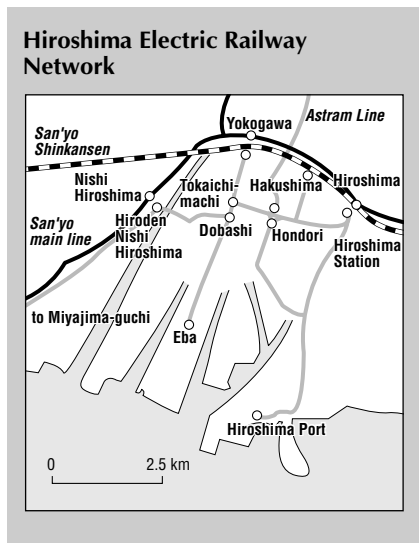 Hiroshima Electric Railway
Network
Astram Line
Yokogawa
San'yo
Shinkansen
Nishi
Hiroshima
Tokaichi-
machi
Hakushima
Hiroshima
San'yo
main line
Hiroden
Nishi
Hiroshima
Dobashi
Hondori
Hiroshima
Station
to Miyajima-guchi
Eba
Hiroshima Port
0
2.5 km